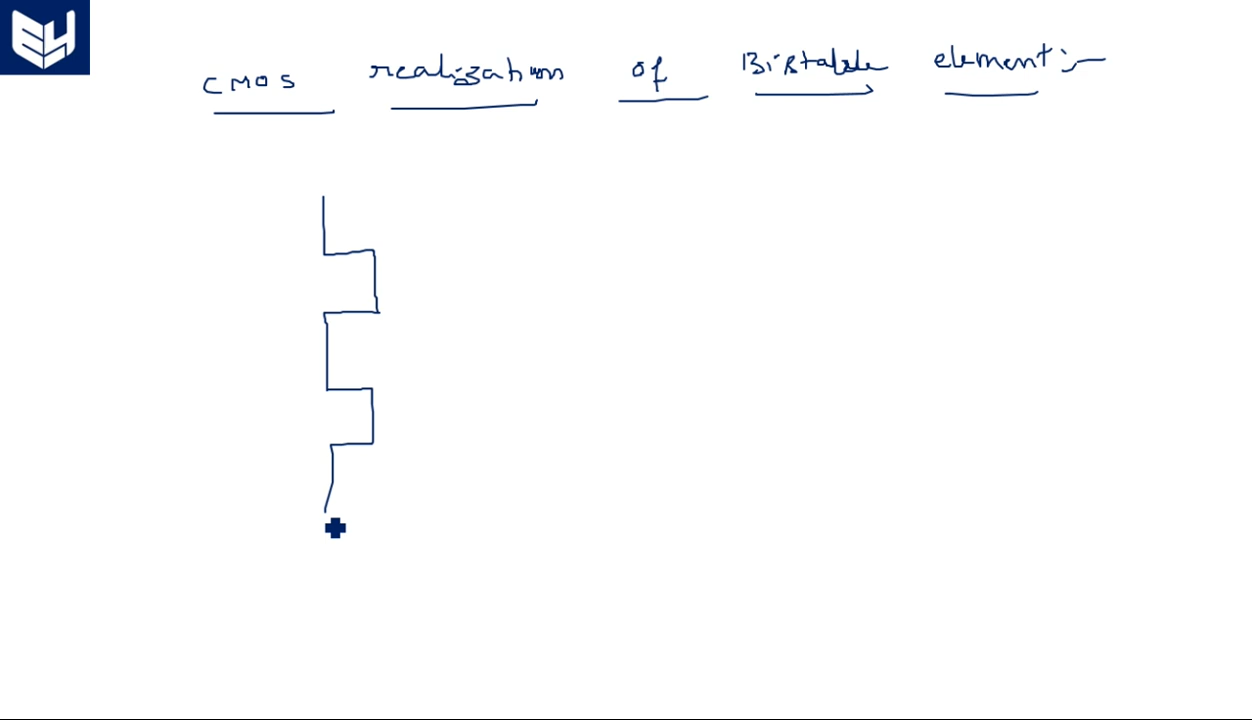 CMOS realization of Bistable element :-